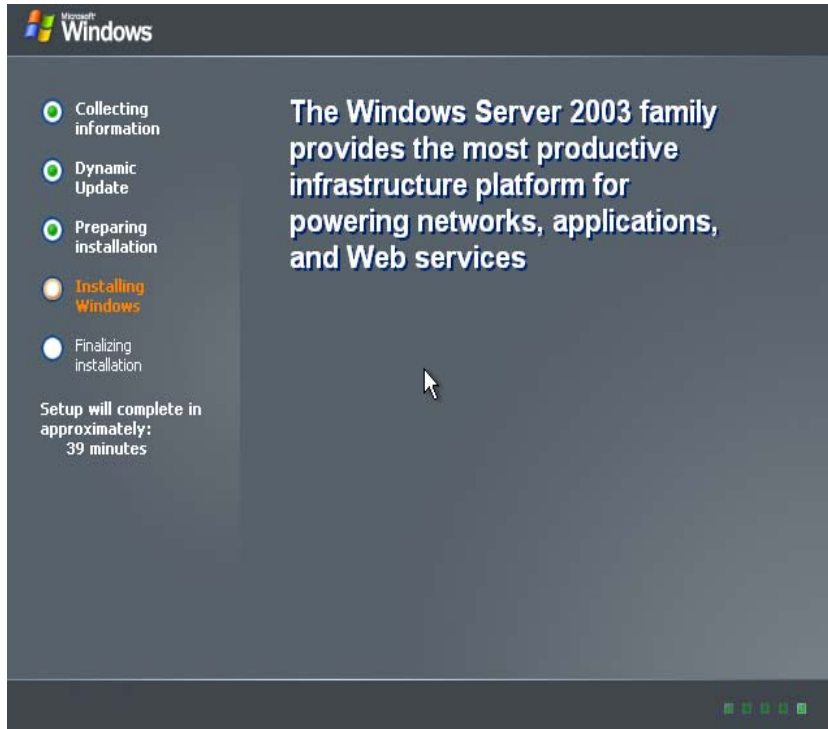 Microsoft
Windows
Collecting
information
Dynamic
Update
Preparing
installation
Installing
Windows
Finalizing
installation
Setup will complete in
approximately:
39 minutes
The Windows Server 2003 family
provides the most productive
infrastructure platform for
powering networks, applications,
and Web services